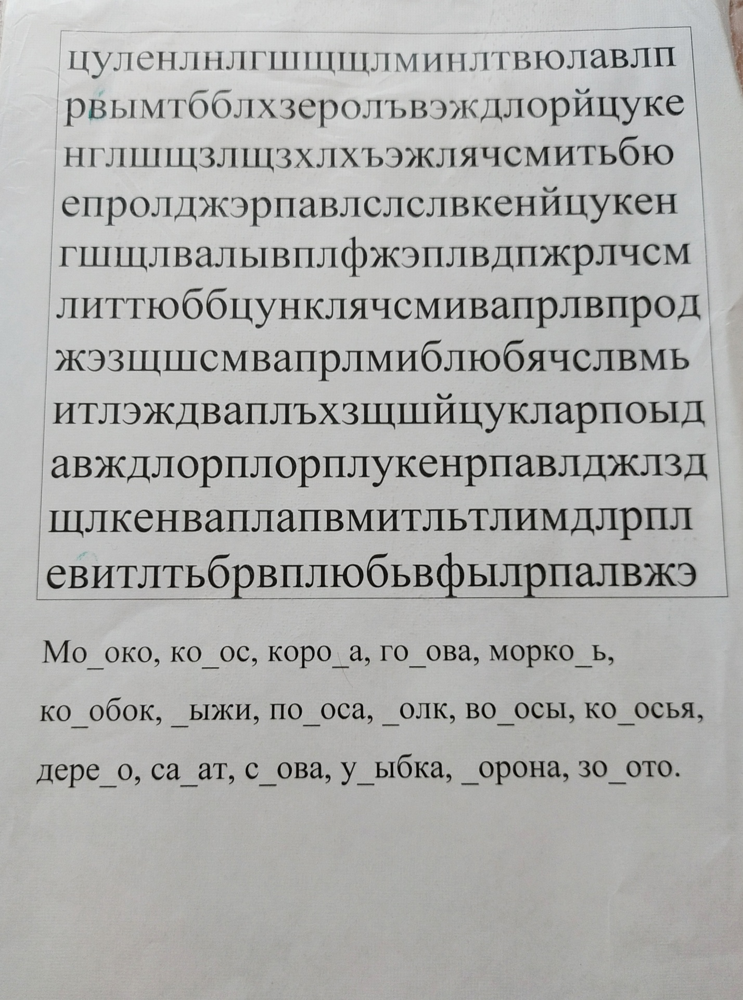 цуленлнлгшщщлминлтвюлавлп
рвымтбблхзеролъвэждлорйцуке
нглшщзлщзхлхъэжлячсмитьбю
епролджэрпавлслслвкенйцукен
гшщлвалывплфжэплвдпжрлчсм
литтюббцунклячсмивапрлвпрод
жэзщшсмвапрлмиблюбячслвмь
итлэждваплъхзщшйцукларпоыд
авждлорплорплукенрпавлджлзд
щлкенваплапвмитльтлимдлрпл
евитлтьбрвплюбьвфылрпалвжэ
Мо_око, ко_ос, коро_а, го_ова, морко_ь,
ко_обок, _ыжи, по_оса, _олк, во_осы, ко_осья,
дере_о, са_ат, с_ова, у_ыбка, _орона, зо_ото.